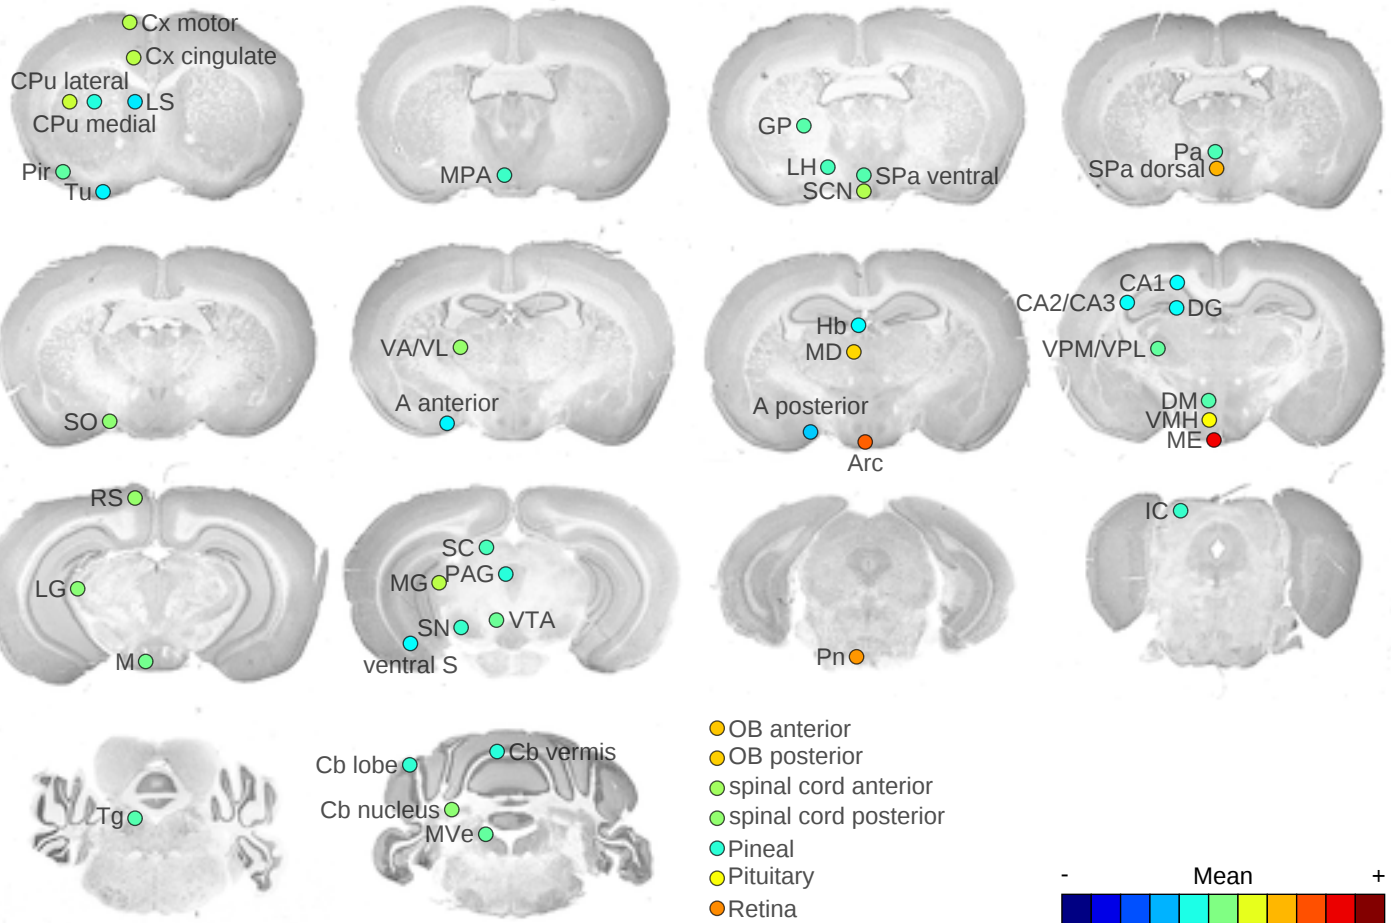 Cx motor
Cx cingulate
CPu lateral
LS
CPu medial
Pir
Tu
MPA
GP
LH
SPa ventral
SCN
Pa
SPa dorsal
SO
VA/VL
A anterior
Hb
MD
A posterior
Arc
CA1
CA2/CA3
DG
VPM/VPL
DM
VMH
ME
RS
LG
M
SC
MG
PAG
SN
VTA
ventral S
Pn
IC
Tg
Cb lobe
Cb vermis
Cb nucleus
MVe
OB anterior
OB posterior
spinal cord anterior
spinal cord posterior
Pineal
Pituitary
Retina
- Mean +